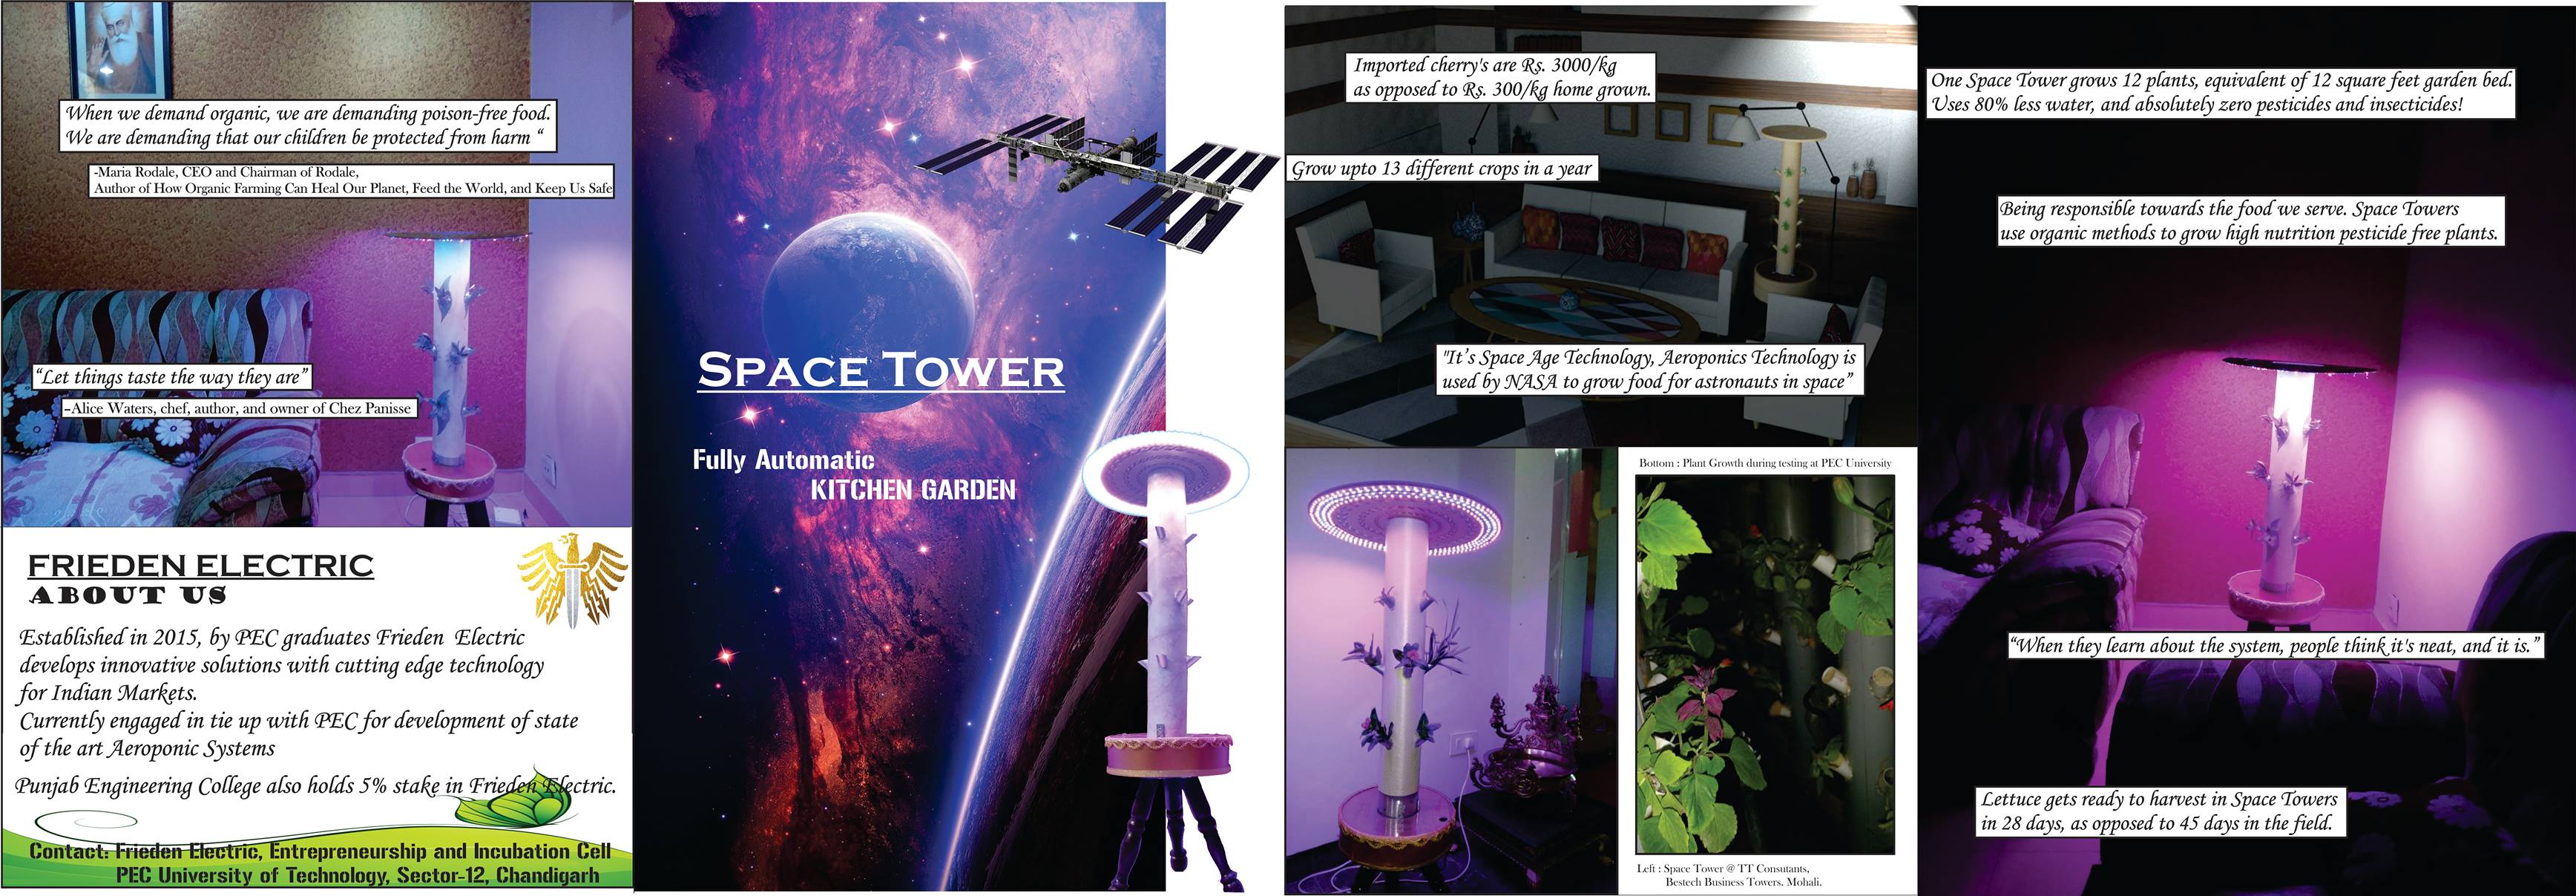 When we demand organic, we are demanding poison-free food.
We are demanding that our children be protected from harm “
-Maria Rodale, CEO and Chairman of Rodale,
Author of How Organic Farming Can Heal Our Planet, Feed the World, and Keep Us Safe
“Let things taste the way they are”
-Alice Waters, chef, author, and owner of Chez Panisse
FRIEDEN ELECTRIC
ABOUT US
Established in 2015, by PEC graduates Frieden Electric
develops innovative solutions with cutting edge technology
for Indian Markets.
Currently engaged in tie up with PEC for development of state
of the art Aeroponic Systems
Punjab Engineering College also holds 5% stake in Frieden Electric.
Contact: Frieden Electric, Entrepreneurship and Incubation Cell
PEC University of Technology, Sector-12, Chandigarh
SPACE TOWER
Fully Automatic
KITCHEN GARDEN
Imported cherry's are Rs. 3000/kg
as opposed to Rs. 300/kg home grown.
Grow upto 13 different crops in a year
"It’s Space Age Technology, Aeroponics Technology is
used by NASA to grow food for astronauts in space”
Bottom : Plant Growth during testing at PEC University
Left : Space Tower @ TT Consutants,
Bestech Business Towers. Mohali.
One Space Tower grows 12 plants, equivalent of 12 square feet garden bed.
Uses 80% less water, and absolutely zero pesticides and insecticides!
Being responsible towards the food we serve. Space Towers
use organic methods to grow high nutrition pesticide free plants.
“When they learn about the system, people think it's neat, and it is.”
Lettuce gets ready to harvest in Space Towers
in 28 days, as opposed to 45 days in the field.